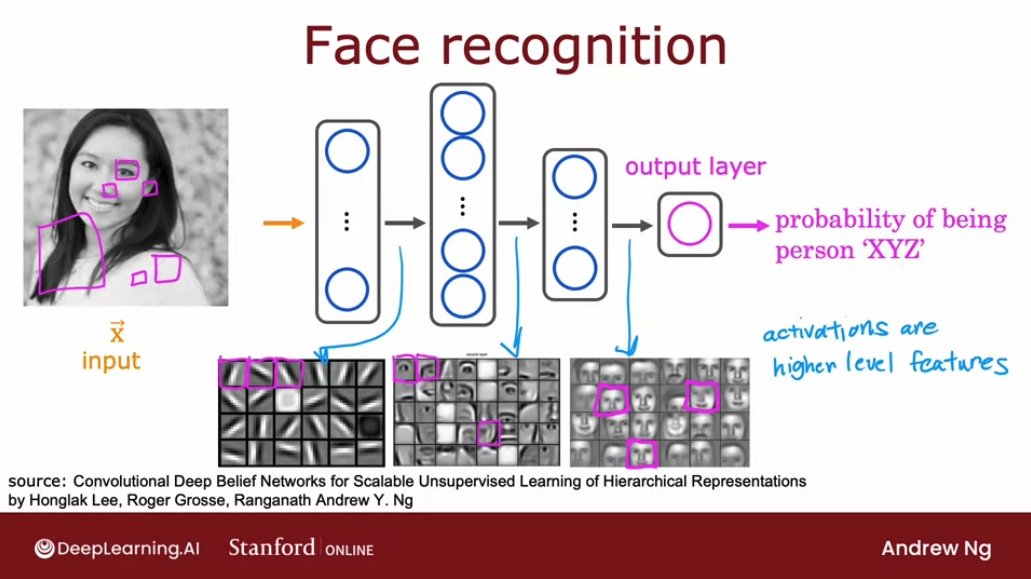 Face recognition
output layer
probability of being
person ‘XYZ’
x⃗
input
activations are
higher level features
source: Convolutional Deep Belief Networks for Scalable Unsupervised Learning of Hierarchical Representations
by Honglak Lee, Roger Grosse, Ranganath Andrew Y. Ng
DeepLearning.AI
Stanford | ONLINE
Andrew Ng